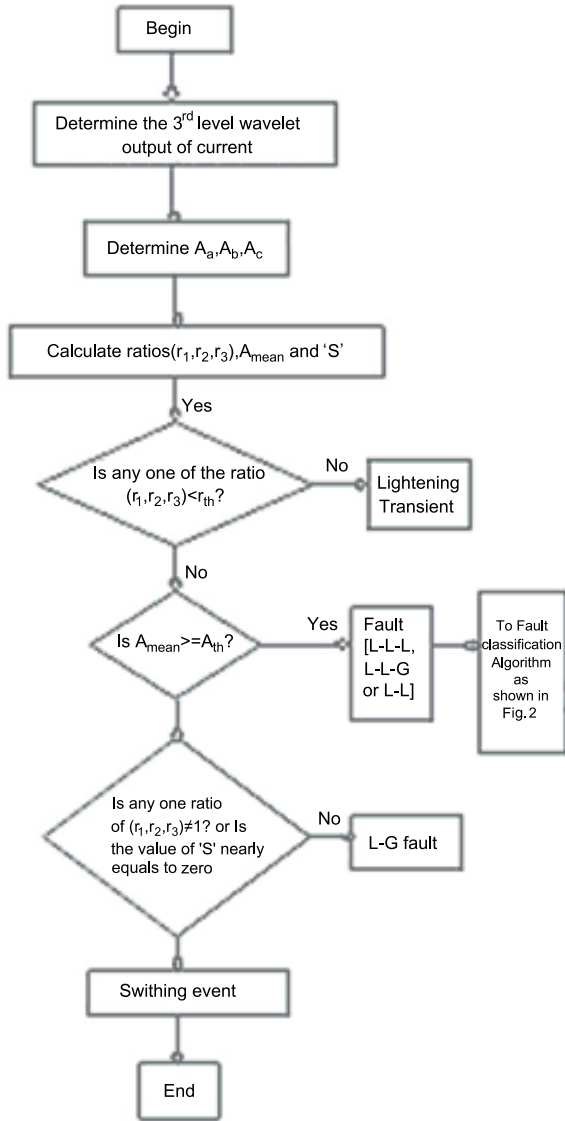 Begin
Determine the 3rd level wavelet
output of current
Determine Aa,Ab,Ac
Calculate ratios(r1,r2,r3),Amean and ‘S’
Yes
Is any one of the ratio
(r1,r2,r3)<rth?
No
Lightening
Transient
No
Is Amean>=Ath?
Yes
Fault
[L-L-L,
L-L-G
or L-L]
To Fault
classification
Algorithm
as
shown in
Fig. 2
Is any one ratio
of (r1,r2,r3)≠1? or Is
the value of 'S' nearly
equals to zero
No
L-G fault
Swithing event
End